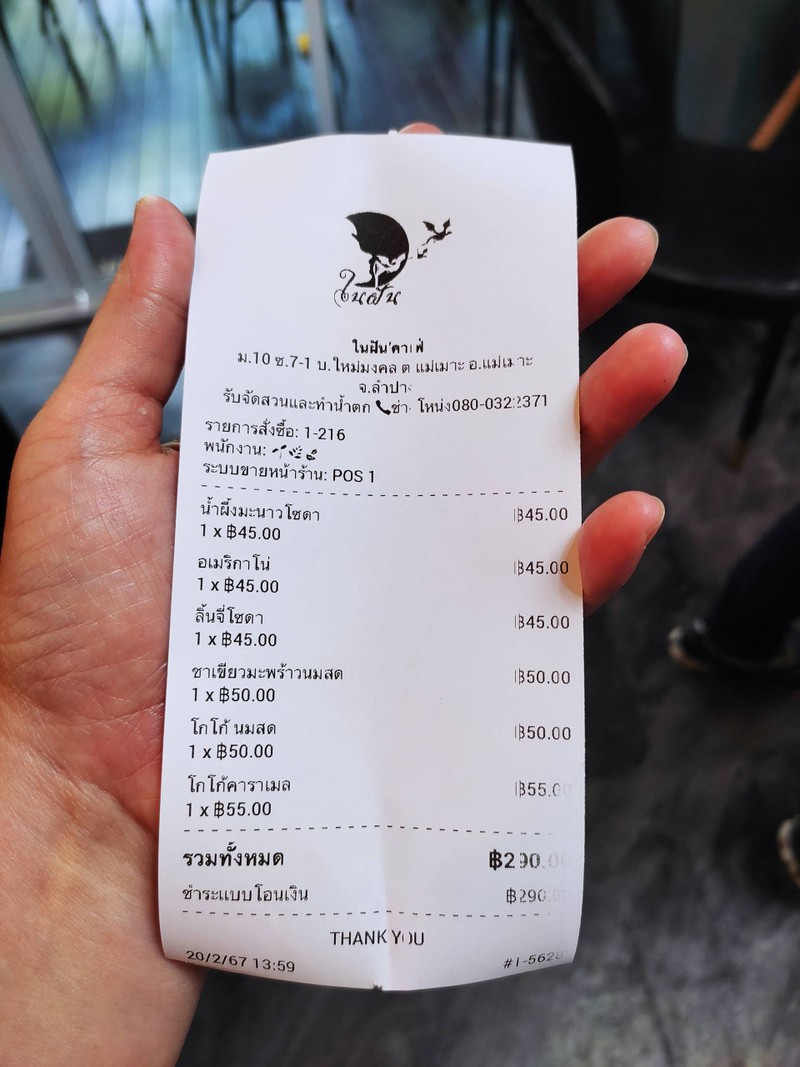 ในฝัน
ในฝัน'คาเฟ่
ม.10 ซ.7-1 บ.ใหม่มงคล ต แม่เมาะ อ.แม่เมาะ
จ.ลำปาง
รับจัดสวนและทำน้ำตก 📞ช่าง โหน่ง080-0322371
รายการสั่งซื้อ: 1-216
พนักงาน:
ระบบขายหน้าร้าน: POS 1
น้ำผึ้งมะนาวโซดา ฿45.00
1 x ฿45.00
อเมริกาโน่ ฿45.00
1 x ฿45.00
ลิ้นจี่โซดา ฿45.00
1 x ฿45.00
ชาเขียวมะพร้าวนมสด ฿50.00
1 x ฿50.00
โกโก้ นมสด ฿50.00
1 x ฿50.00
โกโก้คาราเมล ฿55.00
1 x ฿55.00
รวมทั้งหมด ฿290.00
ชำระแบบโอนเงิน ฿290.00
THANK YOU
20/2/67 13:59